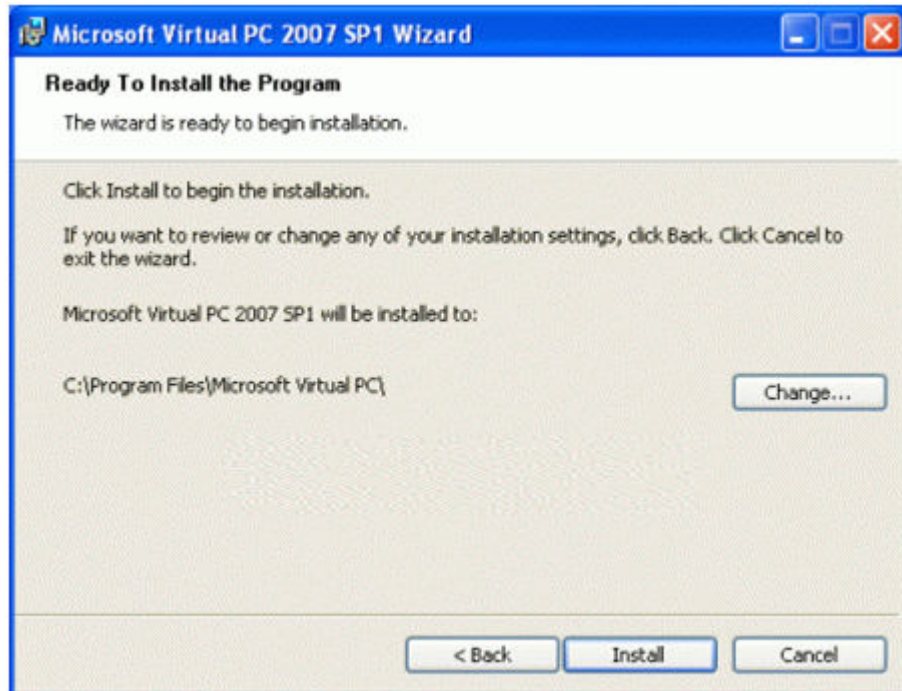 Microsoft Virtual PC 2007 SP1 Wizard
Ready To Install the Program
The wizard is ready to begin installation.
Click Install to begin the installation.
If you want to review or change any of your installation settings, click Back. Click Cancel to
exit the wizard.
Microsoft Virtual PC 2007 SP1 will be installed to:
C:\Program Files\Microsoft Virtual PC\
Change...
< Back
Install
Cancel